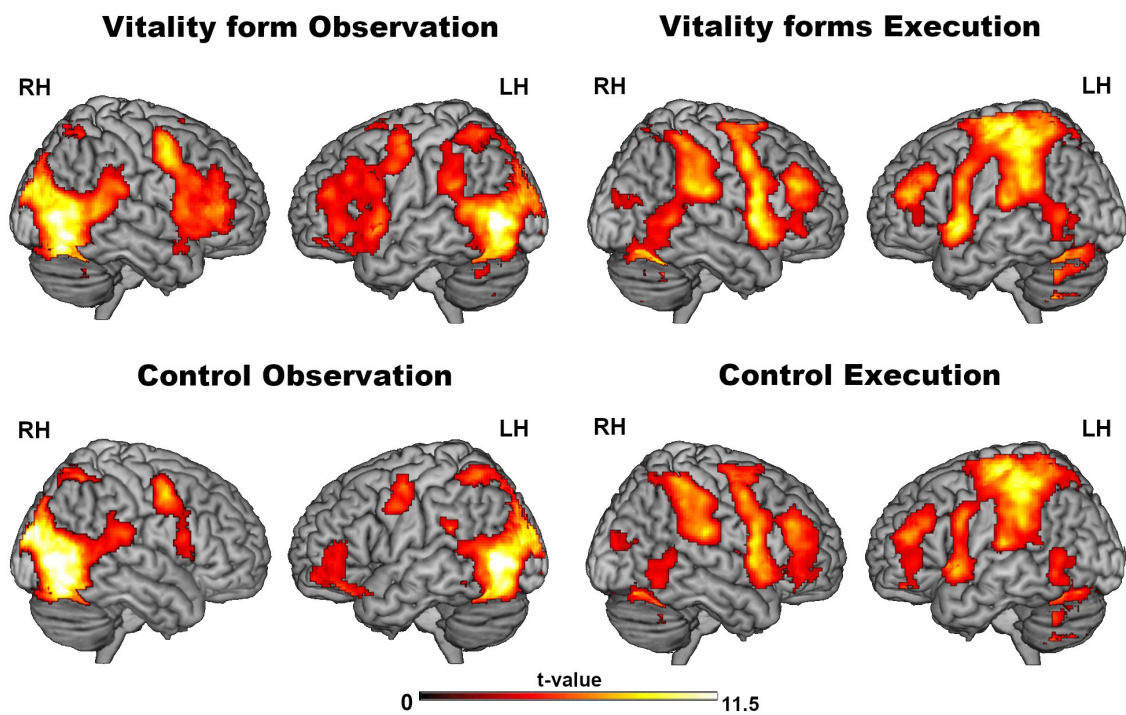 Vitality form Observation
Vitality forms Execution
RH
LH
RH
LH
Control Observation
Control Execution
RH
LH
RH
LH
t-value
0
11.5